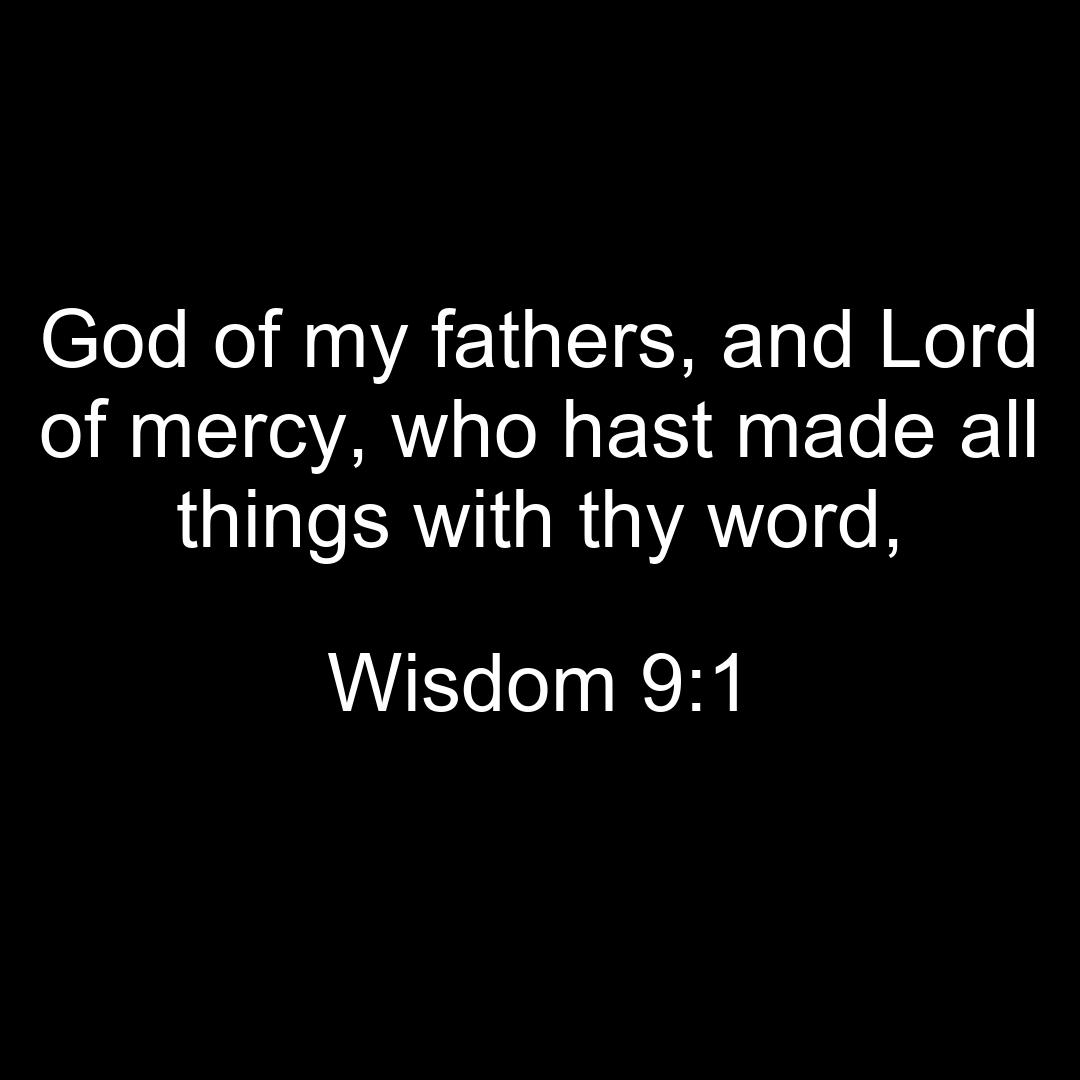 God of my fathers, and Lord
of mercy, who hast made all
things with thy word,
Wisdom 9:1